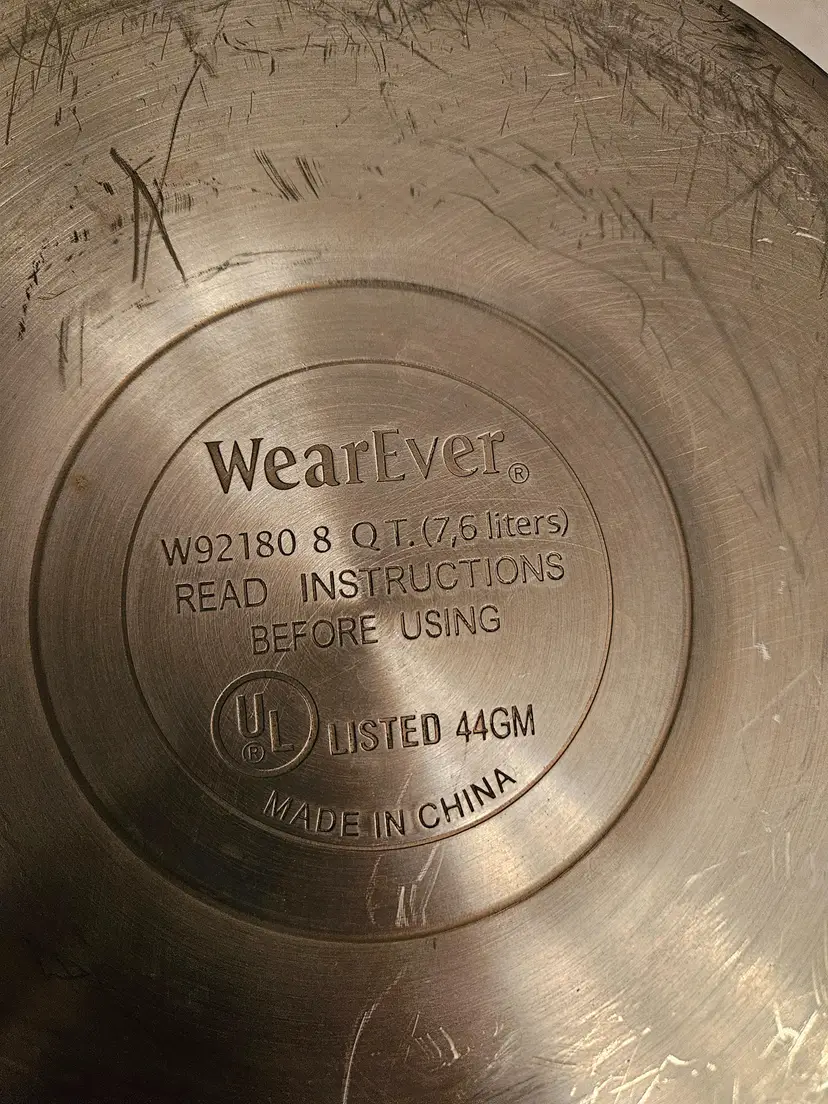 WearEver®
W92180 8 QT. (7,6 liters)
READ INSTRUCTIONS
BEFORE USING
UL® LISTED 44GM
MADE IN CHINA